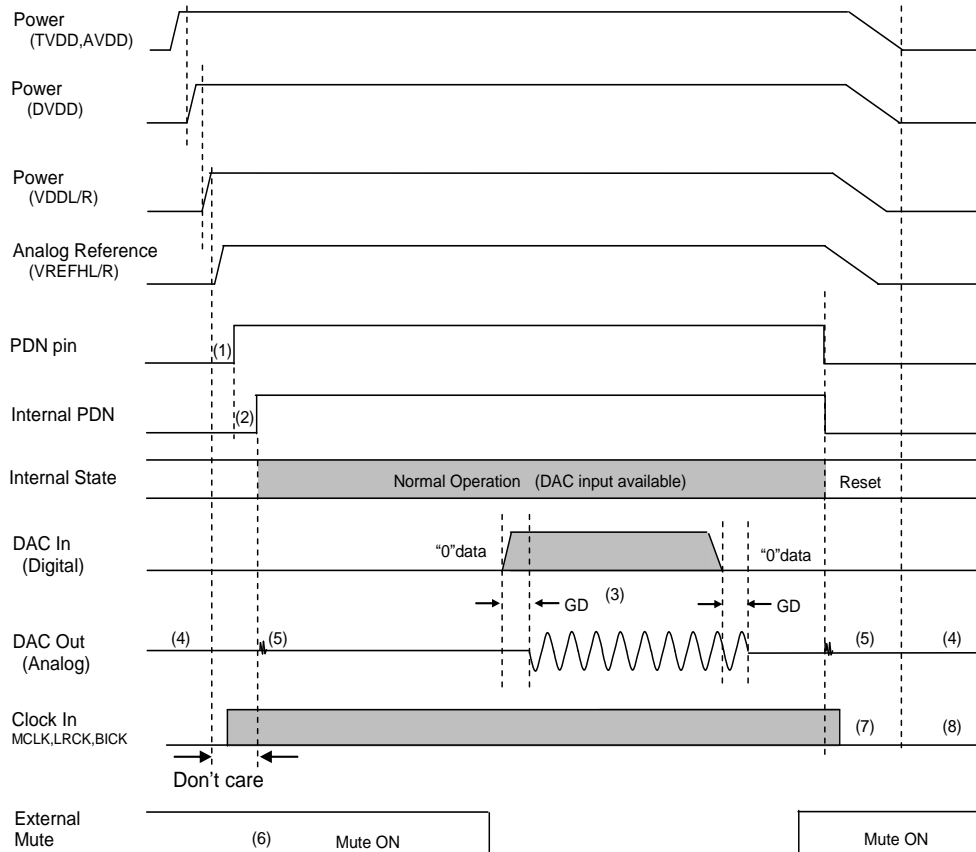 Power
(TVDD,AVDD)
Power
(DVDD)
Power
(VDDL/R)
Analog Reference
(VREFHL/R)
PDN pin
(1)
Internal PDN
(2)
Internal State
Normal Operation (DAC input available)
Reset
DAC In
(Digital)
“0”data
“0”data
GD
(3)
GD
DAC Out
(Analog)
(4)
(5)
(5)
(4)
Clock In
MCLK,LRCK,BICK
(7)
(8)
Don’t care
External
Mute
(6)
Mute ON
Mute ON